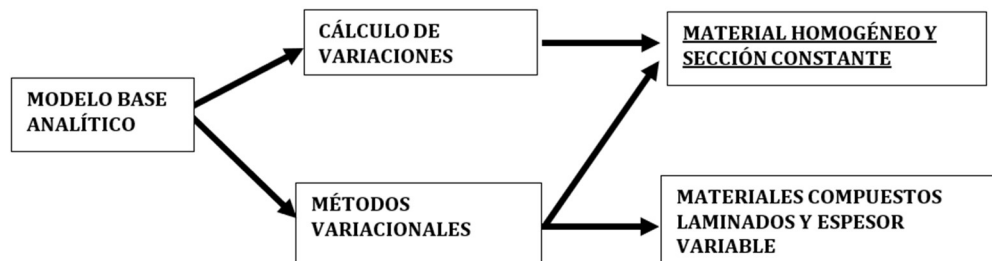 CÁLCULO DE
VARIACIONES
MATERIAL HOMOGÉNEO Y
SECCIÓN CONSTANTE
MODELO BASE
ANALÍTICO
MÉTODOS
VARIACIONALES
MATERIALES COMPUESTOS
LAMINADOS Y ESPESOR
VARIABLE